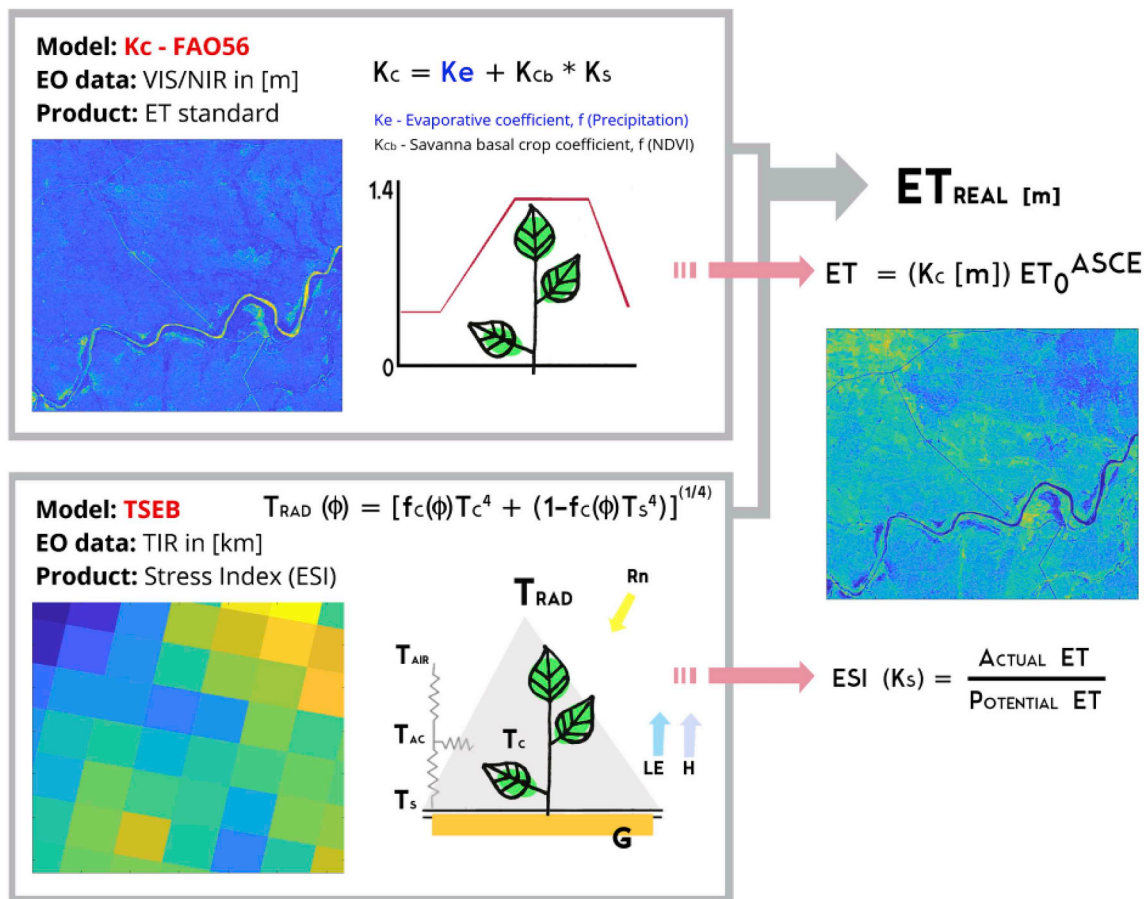 Model: Kc - FAO56
EO data: VIS/NIR in [m]
Product: ET standard
Kc = Ke + KCb * Ks
Ke - Evaporative coefficient, f (Precipitation)
KCb - Savanna basal crop coefficient, f (NDVI)
1.4
0
ETREAL [m]
ET = (Kc [m]) ET0 ASCE
Model: TSEB
EO data: TIR in [km]
Product: Stress Index (ESI)
TRAD (ϕ) = [fc(ϕ)Tc4 + (1-fc(ϕ)Ts4)](1/4)
TRAD
Rn
TAIR
TAC
Tc
Ts
LE
H
G
ESI (Ks) = ACTUAL ET
POTENTIAL ET